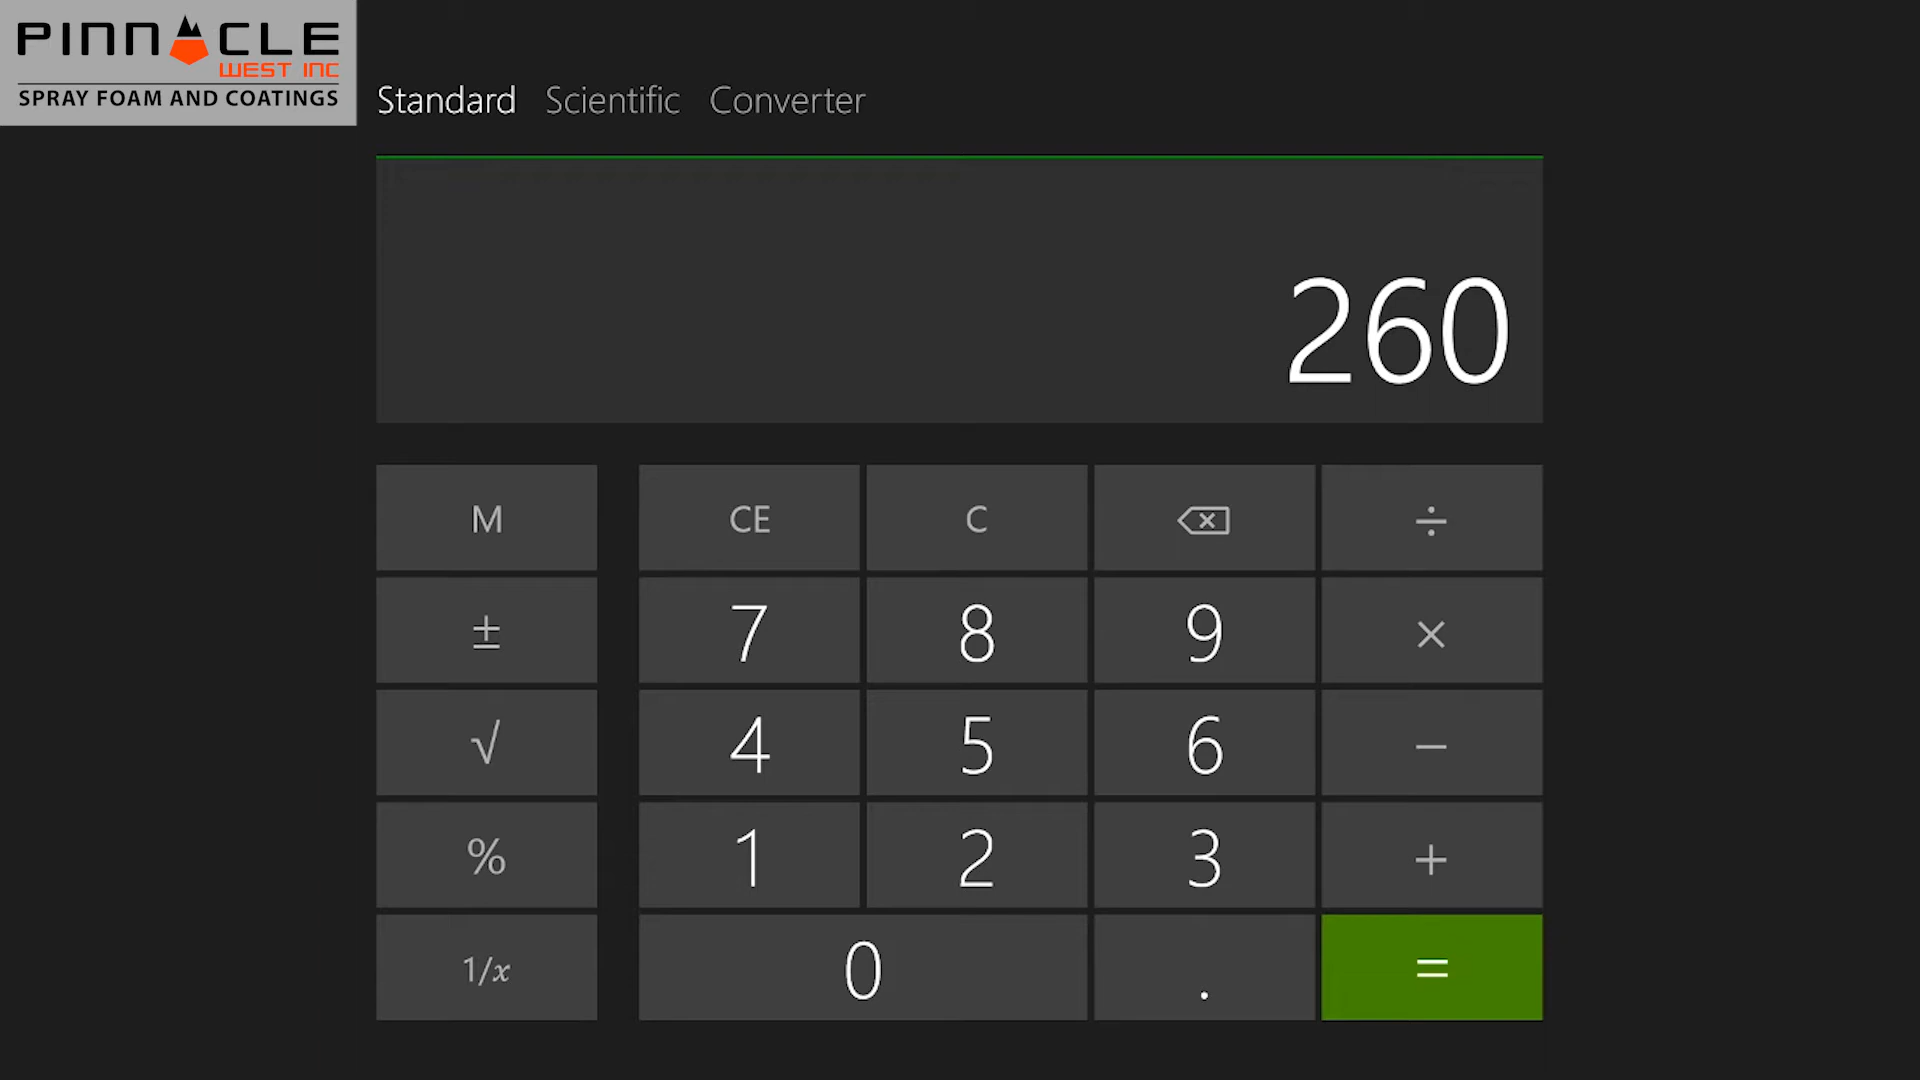 PINNACLE
WEST INC
SPRAY FOAM AND COATINGS
Standard Scientific Converter
260
M CE C ÷
± 7 8 9 ×
√ 4 5 6 −
% 1 2 3 +
1/x 0 . =